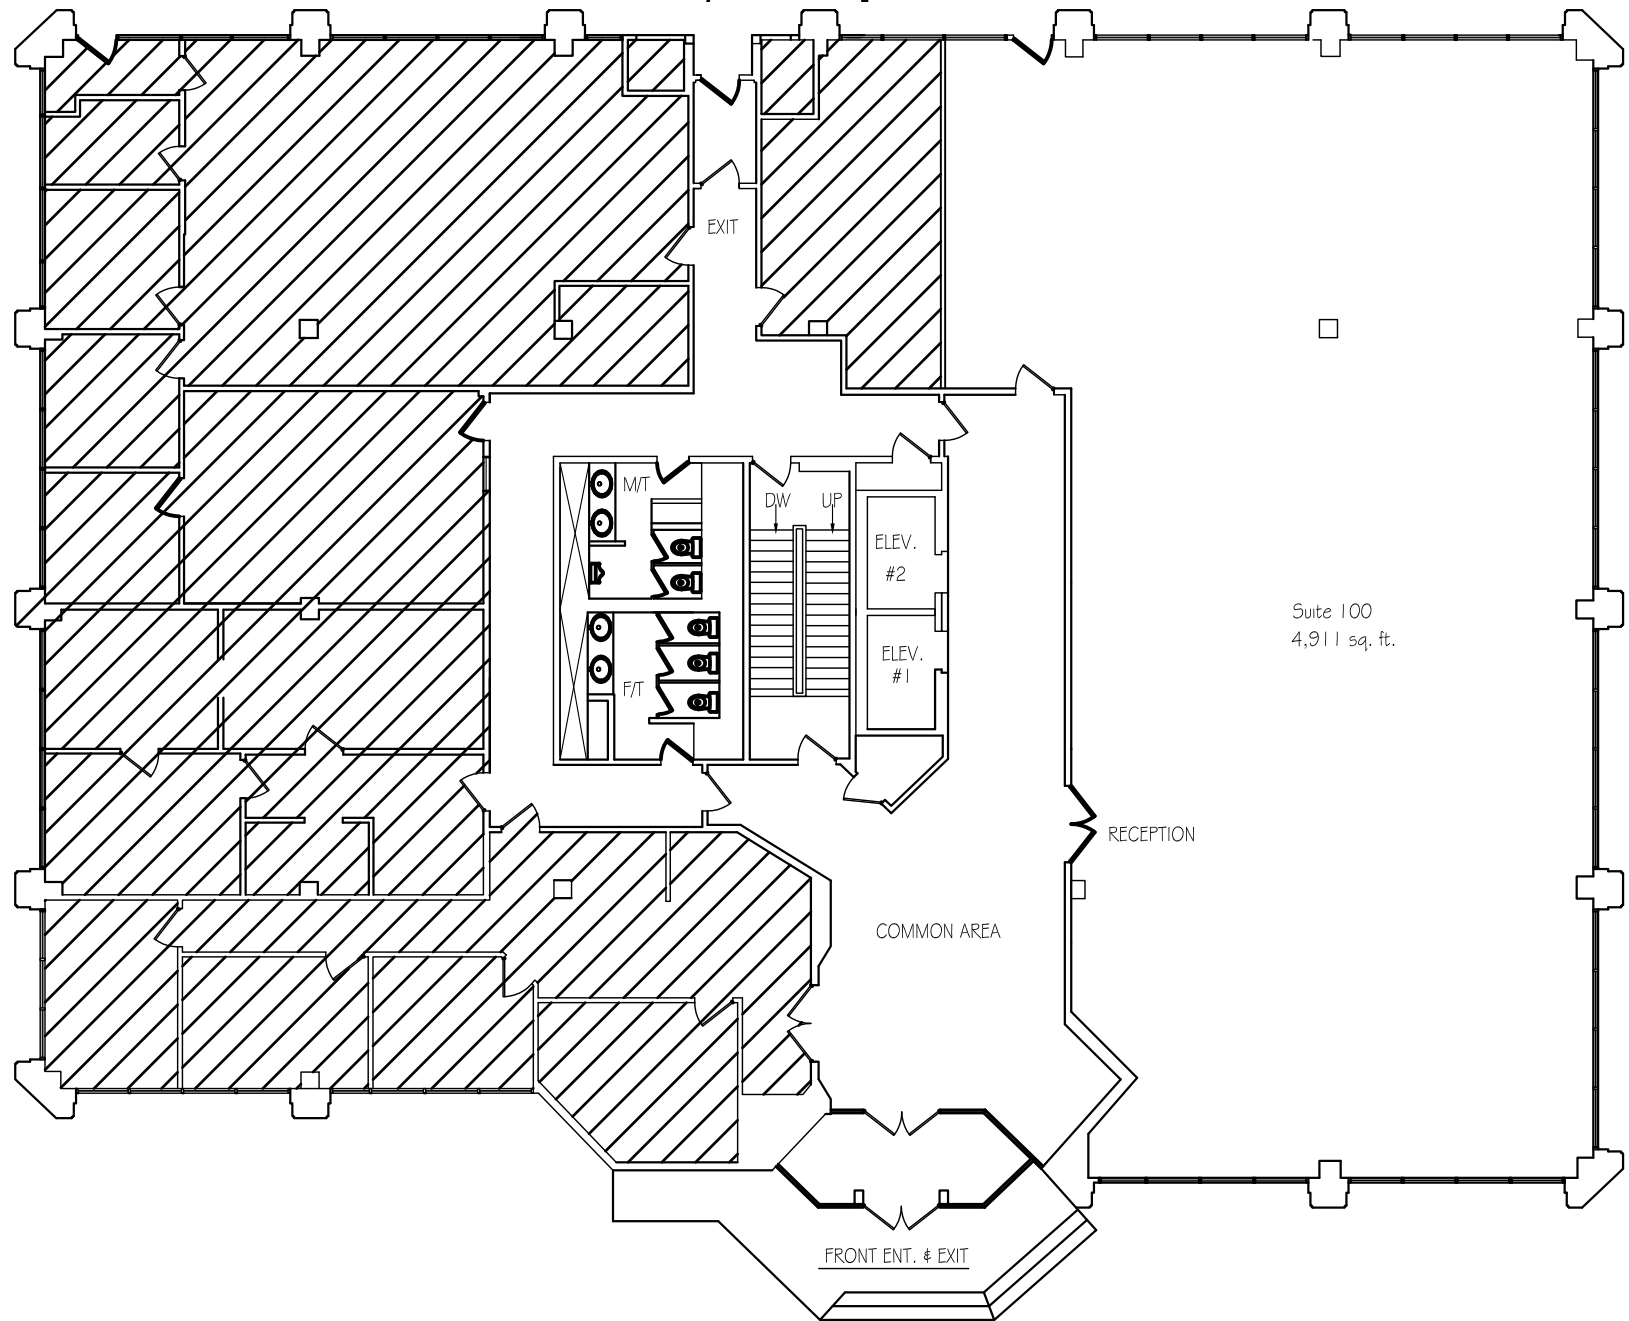 EXIT
M/T
DW
UP
ELEV.
#2
Suite 100
4,911 sq. ft.
ELEV.
#1
F/T
RECEPTION
COMMON AREA
FRONT ENT. & EXIT